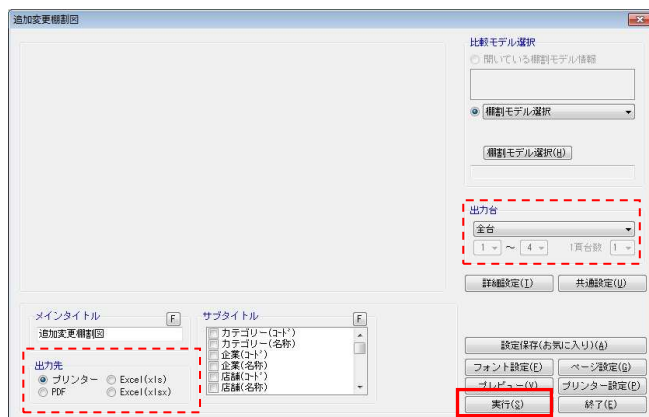 追加変更棚割図
比較モデル選択
開いている棚割モデル情報
棚割モデル選択
棚割モデル選択(H)
出力台
全台
1 ～ 4 1頁台数 1
詳細設定(I) 共通設定(U)
メインタイトル F
追加変更棚割図
サブタイトル F
カテゴリー(ｺｰﾄﾞ)
カテゴリー(名称)
企業(ｺｰﾄﾞ)
企業(名称)
店舗(ｺｰﾄﾞ)
店舗(名称)
出力先
プリンター Excel(xls)
PDF Excel(xlsx)
設定保存(お気に入り)(A)
フォント設定(F) ページ設定(G)
プレビュー(V) プリンター設定(P)
実行(S) 終了(E)